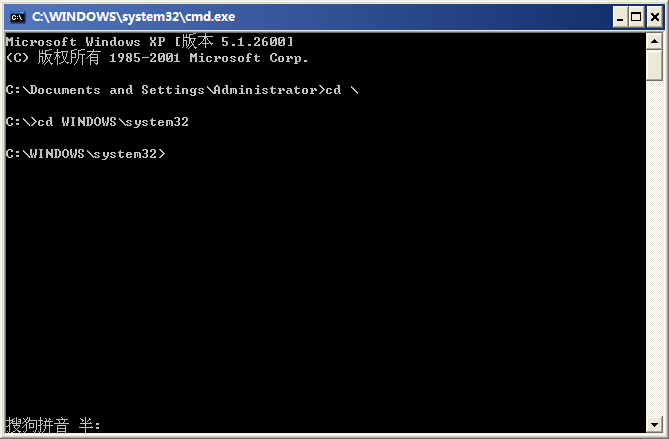 C:\WINDOWS\system32\cmd.exe
Microsoft Windows XP [版本 5.1.2600]
(C) 版权所有 1985-2001 Microsoft Corp.
C:\Documents and Settings\Administrator>cd \
C:\>cd WINDOWS\system32
C:\WINDOWS\system32>
搜狗拼音 半: